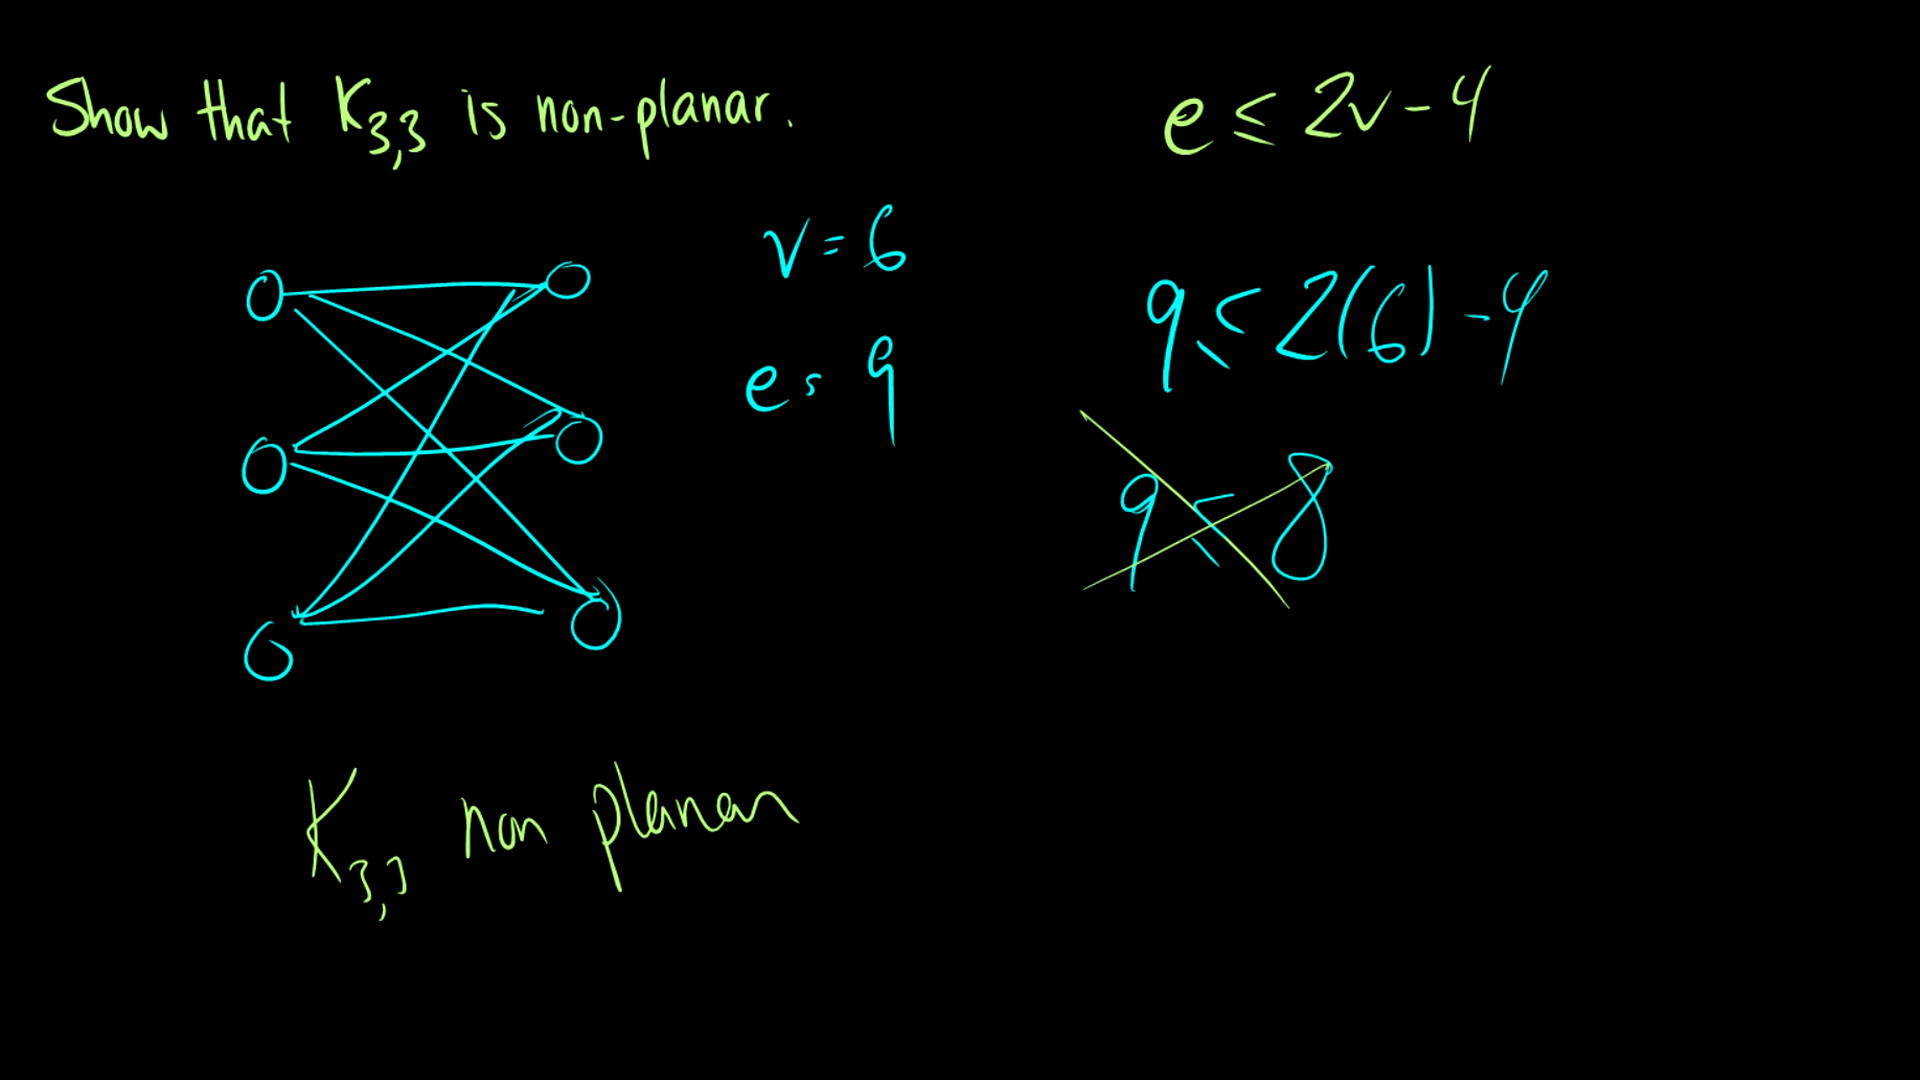 Show that K3,3 is non-planar.
e ≤ 2v - 4
v = 6
e = 9
9 ≤ 2(6) - 4
9 ≤ 8
K3,3 non planar